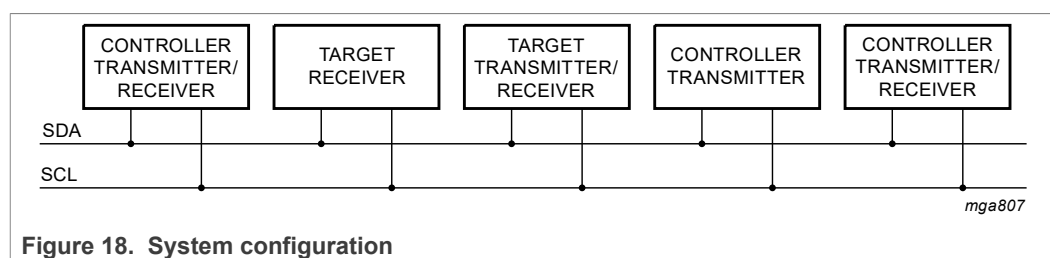 CONTROLLER
TRANSMITTER/
RECEIVER
TARGET
RECEIVER
TARGET
TRANSMITTER/
RECEIVER
CONTROLLER
TRANSMITTER
CONTROLLER
TRANSMITTER/
RECEIVER
SDA
SCL
mga807
Figure 18. System configuration